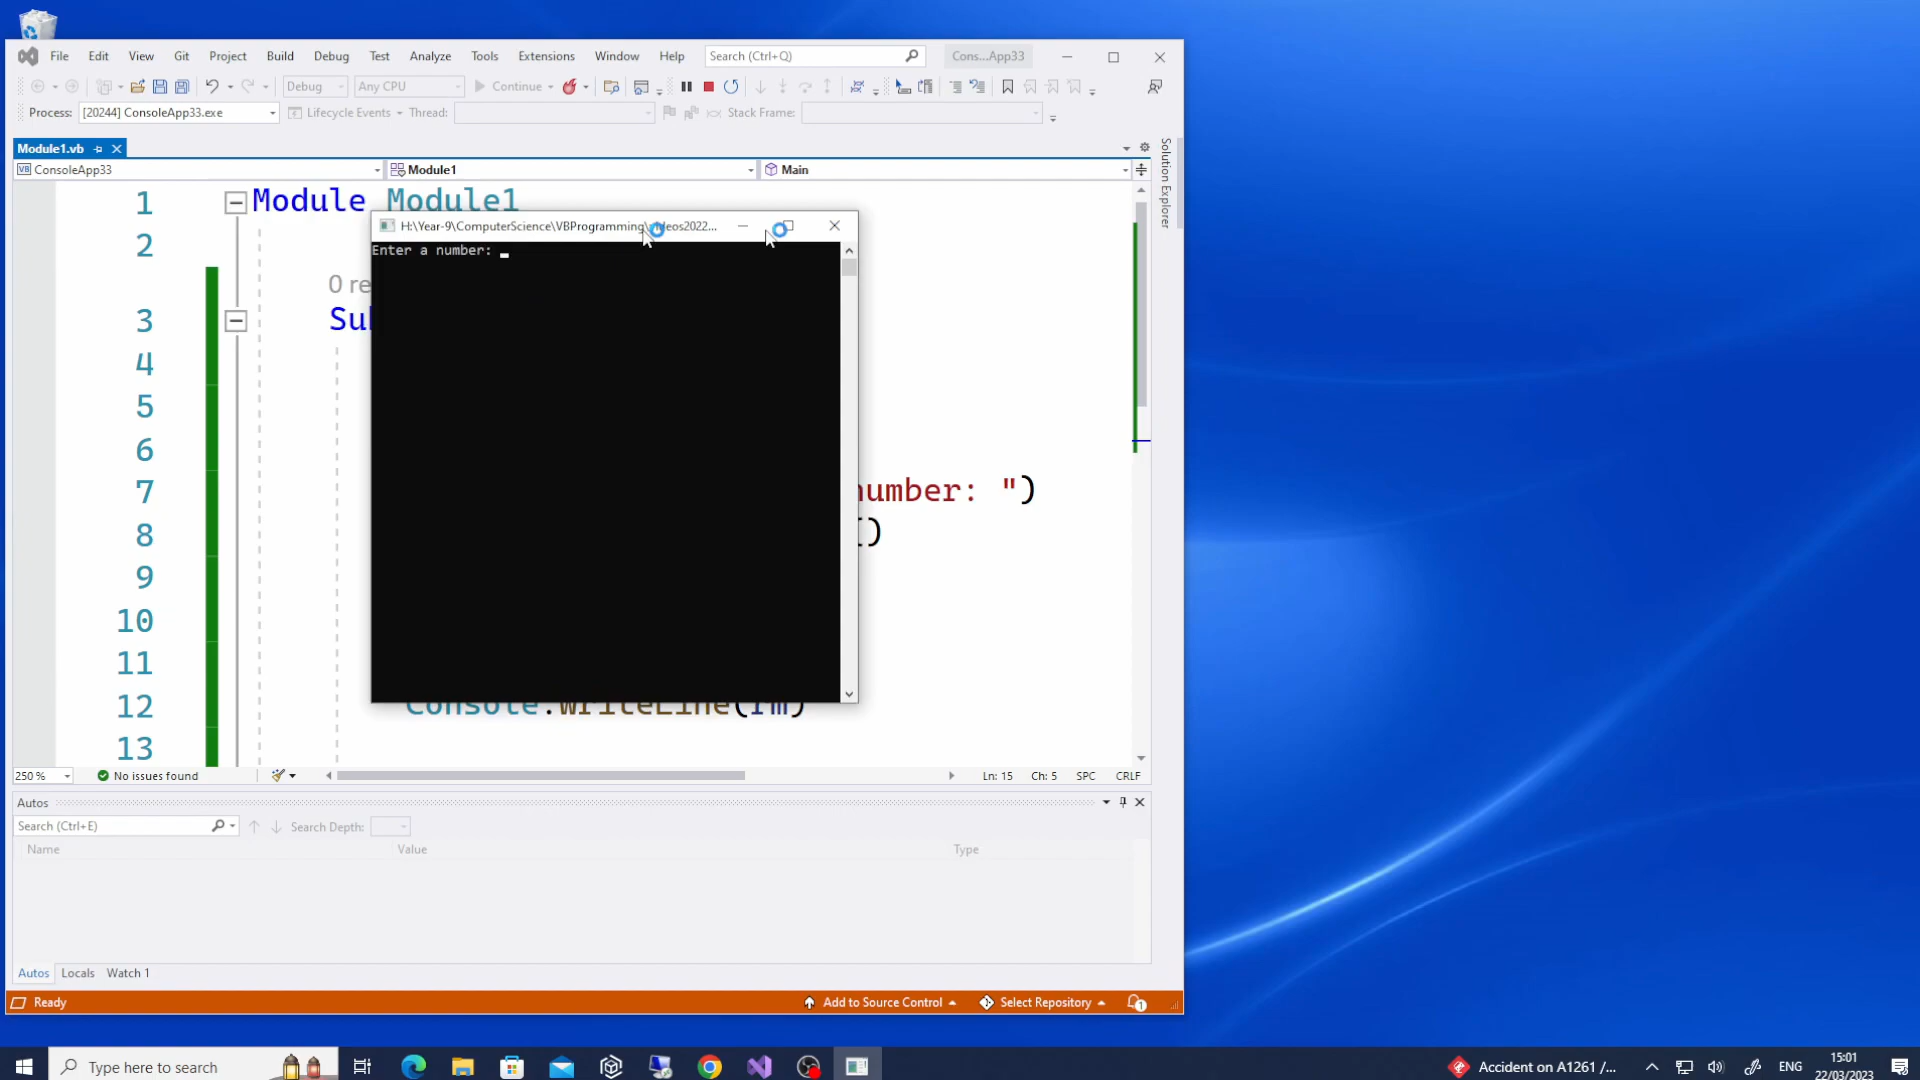 File Edit View Git Project Build Debug Test Analyze Tools Extensions Window Help Search (Ctrl+Q) Cons...App33
Debug Any CPU Continue
Process: [20244] ConsoleApp33.exe Lifecycle Events Thread: Stack Frame:
Module1.vb
VB ConsoleApp33 Module1 Main
Solution Explorer
1 Module Module1
H:\Year-9\ComputerScience\VBProgramming\
2
Enter a number:
0 re
3 Su
4
5
6
7 number: ")
8 ()
9
10
11
12 Console.WriteLine(rm)
13
250 % No issues found Ln: 15 Ch: 5 SPC CRLF
Autos
Search (Ctrl+E) Search Depth:
Name Value Type
Autos Locals Watch 1
Ready Add to Source Control Select Repository 1
Type here to search Accident on A1261 /... ENG 15:01
22/03/2023